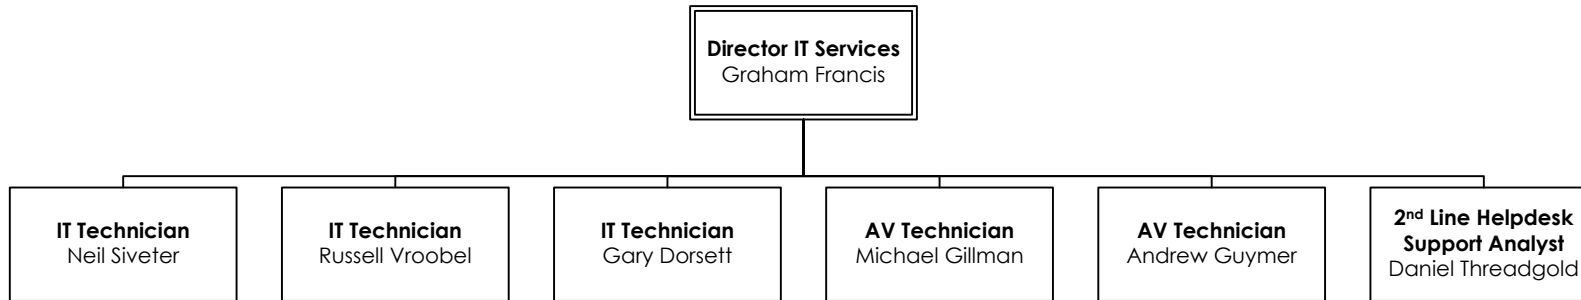 Director IT Services
Graham Francis
IT Technician
Neil Siveter
IT Technician
Russell Vroobel
IT Technician
Gary Dorsett
AV Technician
Michael Gillman
AV Technician
Andrew Guymer
2nd Line Helpdesk
Support Analyst
Daniel Threadgold